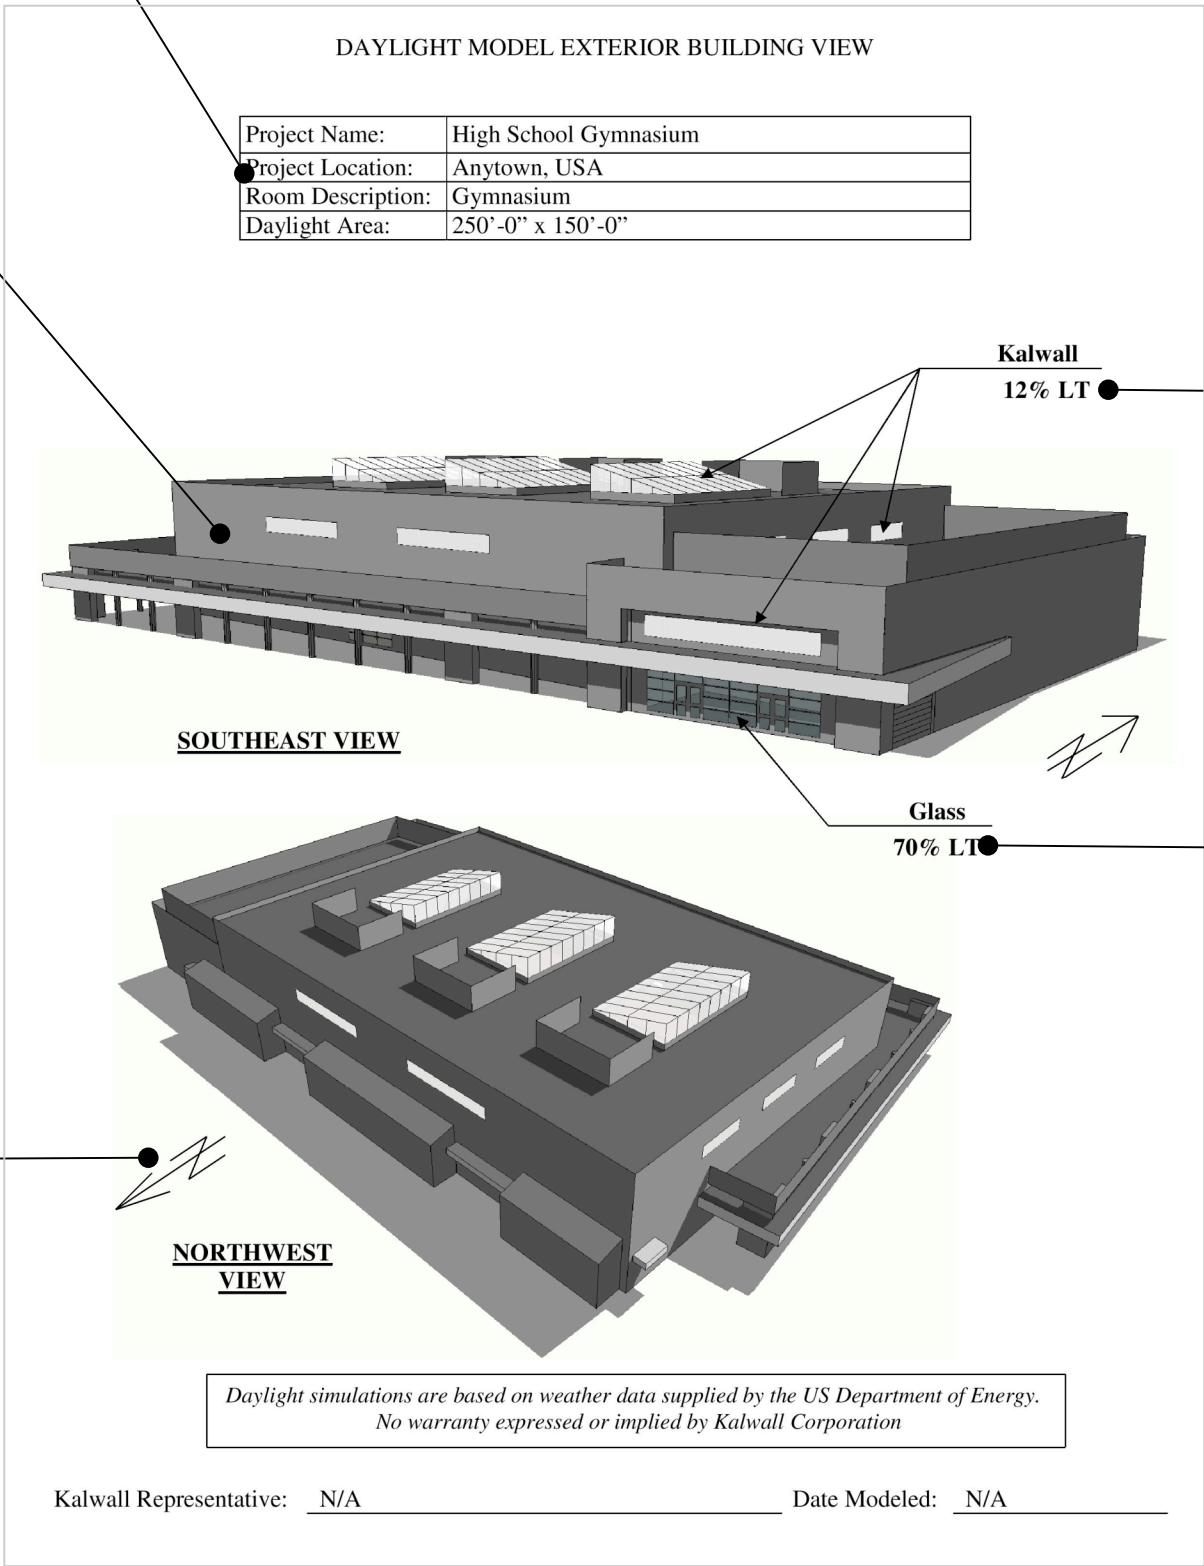 DAYLIGHT MODEL EXTERIOR BUILDING VIEW
Project Name: High School Gymnasium
Project Location: Anytown, USA
Room Description: Gymnasium
Daylight Area: 250’-0” x 150’-0”
Kalwall
12% LT
SOUTHEAST VIEW
N
Glass
70% LT
N
NORTHWEST
VIEW
Daylight simulations are based on weather data supplied by the US Department of Energy.
No warranty expressed or implied by Kalwall Corporation
Kalwall Representative: N/A Date Modeled: N/A